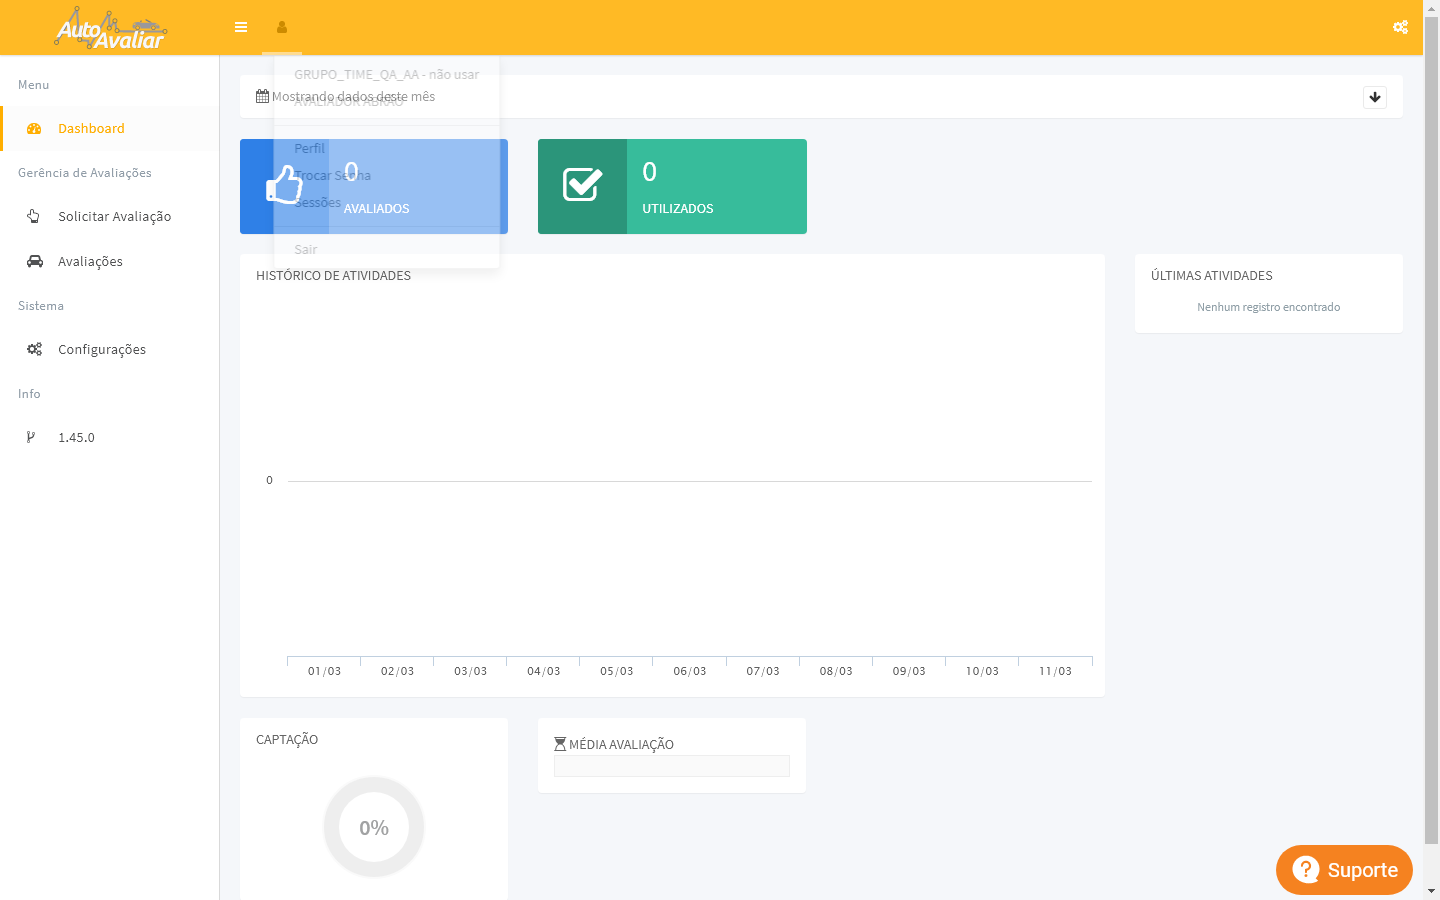 AutoAvaliar
Menu
Dashboard
Gerência de Avaliações
Solicitar Avaliação
Avaliações
Sistema
Configurações
Info
1.45.0
GRUPO_TIME_QA_AA - não usar
AVALIADOR ABRAO
Perfil
Trocar Senha
Sessões
Sair
Mostrando dados deste mês
0
AVALIADOS
0
UTILIZADOS
HISTÓRICO DE ATIVIDADES
0
01/03 02/03 03/03 04/03 05/03 06/03 07/03 08/03 09/03 10/03 11/03
ÚLTIMAS ATIVIDADES
Nenhum registro encontrado
CAPTAÇÃO
0%
MÉDIA AVALIAÇÃO
Suporte